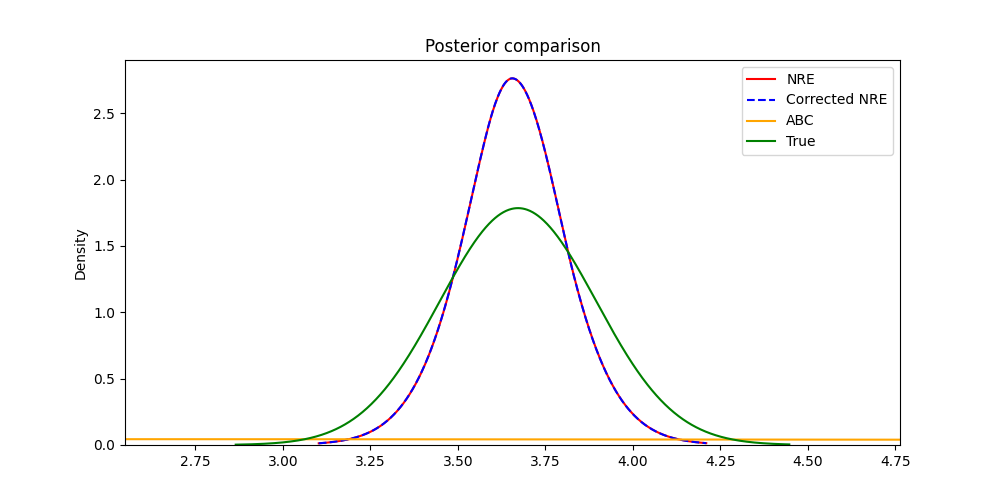 Posterior comparison
NRE
Corrected NRE
ABC
True
Density
2.5
2.0
1.5
1.0
0.5
0.0
2.75 3.00 3.25 3.50 3.75 4.00 4.25 4.50 4.75